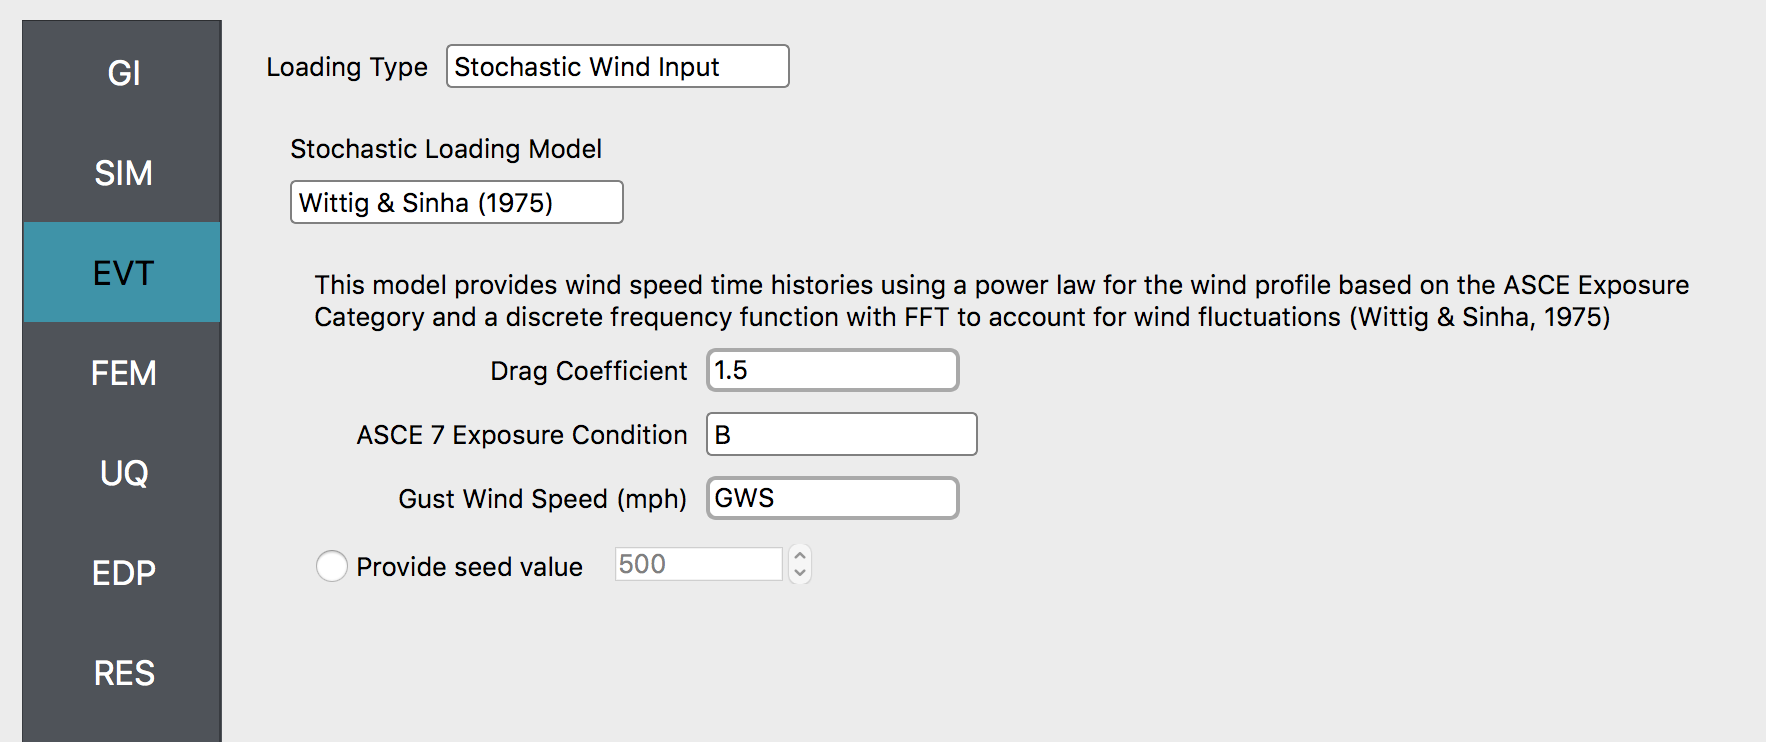 GI
SIM
EVT
FEM
UQ
EDP
RES
Loading Type Stochastic Wind Input
Stochastic Loading Model
Wittig & Sinha (1975)
This model provides wind speed time histories using a power law for the wind profile based on the ASCE Exposure
Category and a discrete frequency function with FFT to account for wind fluctuations (Wittig & Sinha, 1975)
Drag Coefficient 1.5
ASCE 7 Exposure Condition B
Gust Wind Speed (mph) GWS
Provide seed value 500